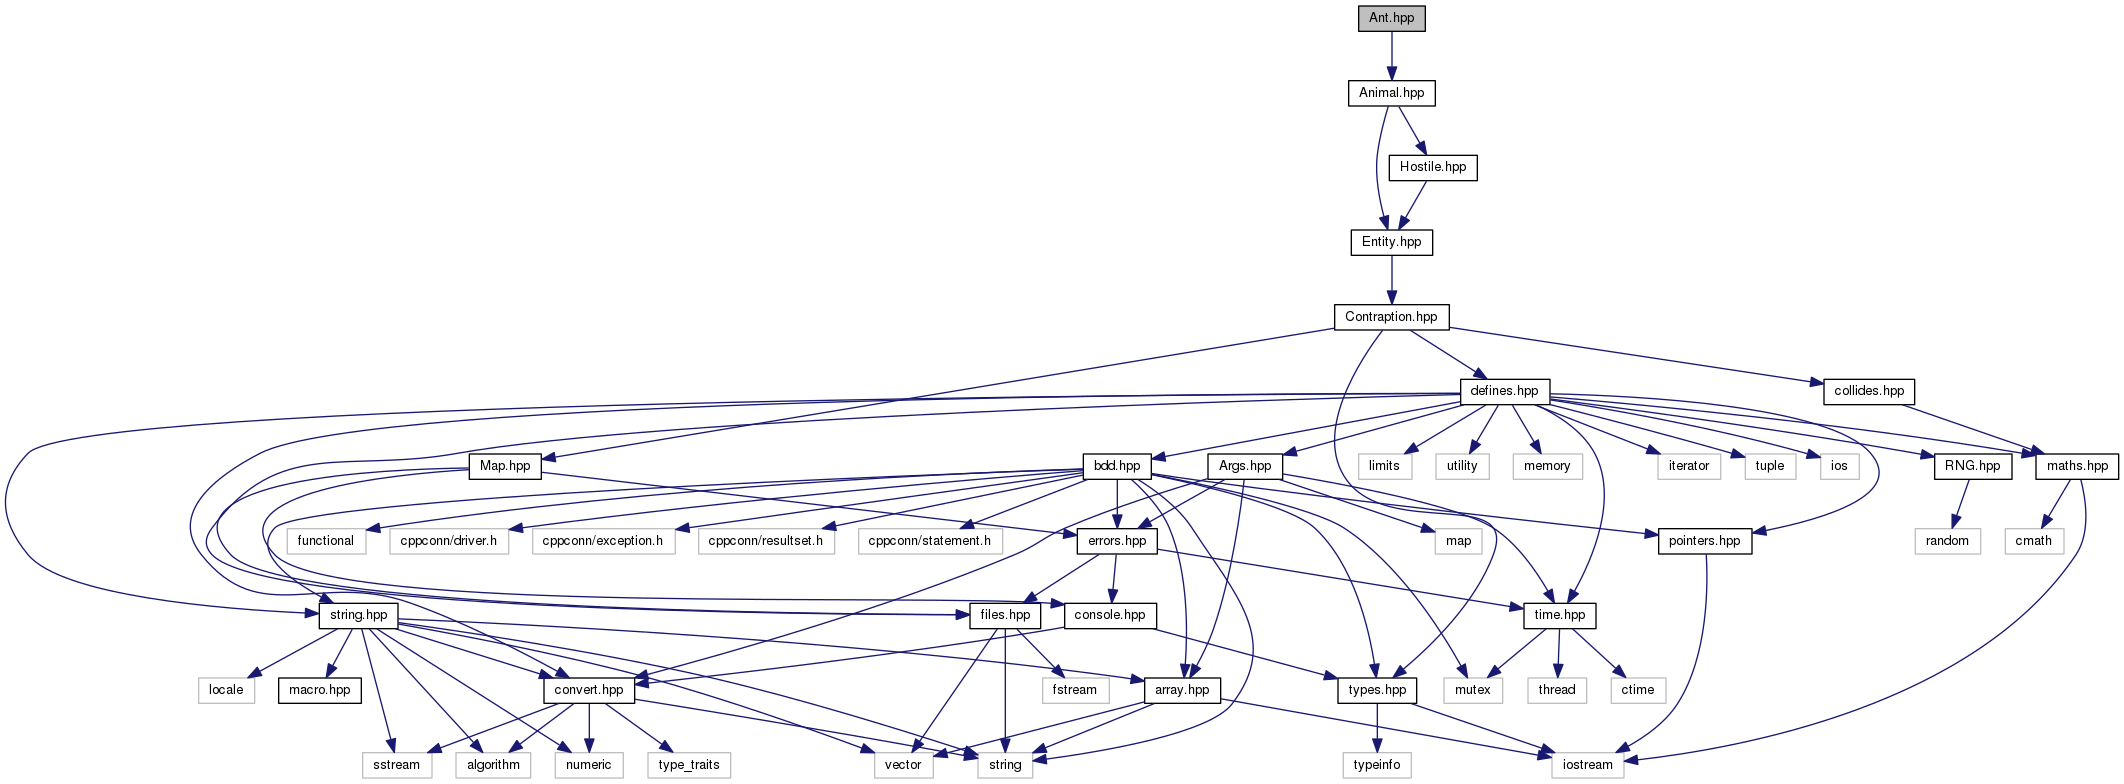 Ant.hpp
Animal.hpp
Hostile.hpp
Entity.hpp
Contraption.hpp
defines.hpp
collides.hpp
Map.hpp
bdd.hpp
Args.hpp
limits
utility
memory
iterator
tuple
ios
RNG.hpp
maths.hpp
functional
cppconn/driver.h
cppconn/exception.h
cppconn/resultset.h
cppconn/statement.h
errors.hpp
map
pointers.hpp
random
cmath
string.hpp
files.hpp
console.hpp
time.hpp
locale
macro.hpp
convert.hpp
fstream
array.hpp
types.hpp
mutex
thread
ctime
sstream
algorithm
numeric
type_traits
vector
string
typeinfo
iostream